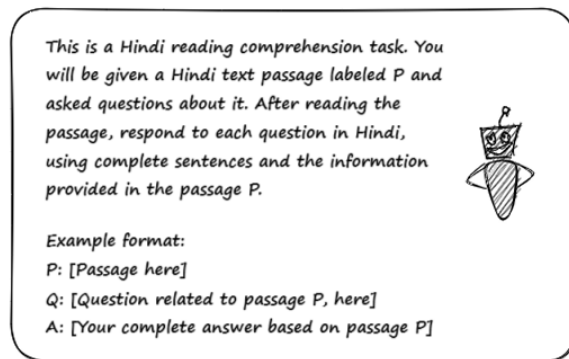 This is a Hindi reading comprehension task. You
will be given a Hindi text passage labeled P and
asked questions about it. After reading the
passage, respond to each question in Hindi,
using complete sentences and the information
provided in the passage P.
Example format:
P: [Passage here]
Q: [Question related to passage P, here]
A: [Your complete answer based on passage P]